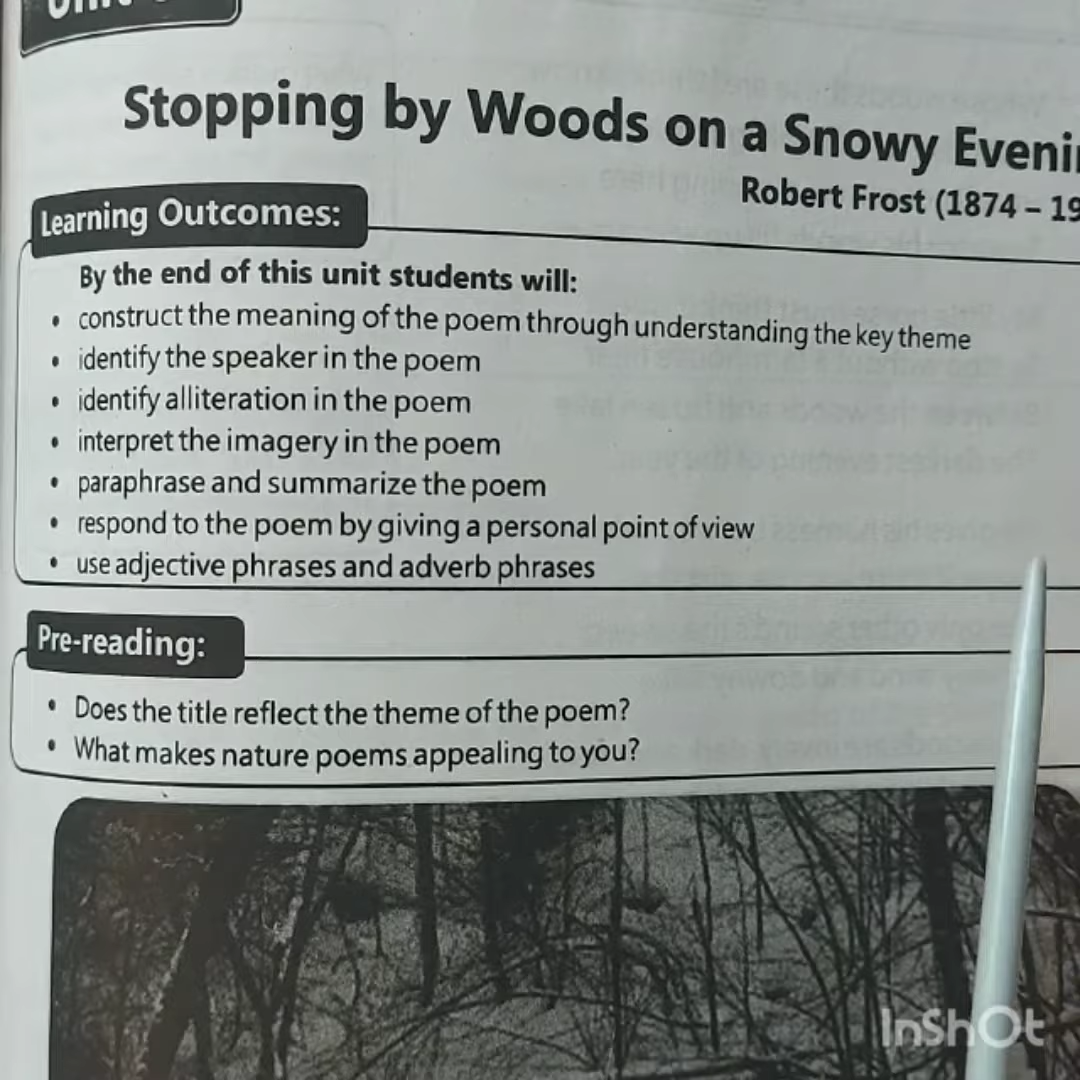 Stopping by Woods on a Snowy
Robert Frost (1874 –
Learning Outcomes:
By the end of this unit students will:
• construct the meaning of the poem through understanding the key theme
• identify the speaker in the poem
• identify alliteration in the poem
• interpret the imagery in the poem
• paraphrase and summarize the poem
• respond to the poem by giving a personal point of view
• use adjective phrases and adverb phrases
Pre-reading:
• Does the title reflect the theme of the poem?
• What makes nature poems appealing to you?
InShOt